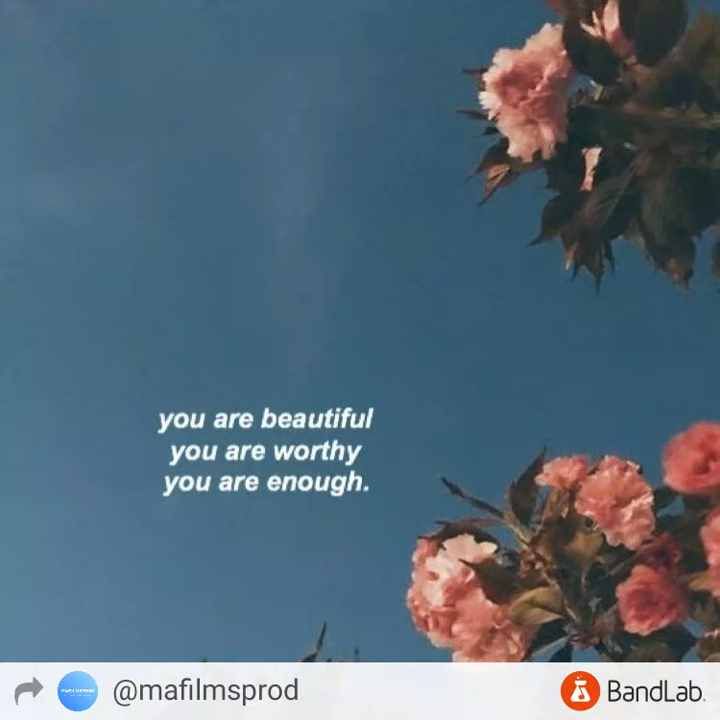 you are beautiful
you are worthy
you are enough.
@mafilmsprod
BandLab.